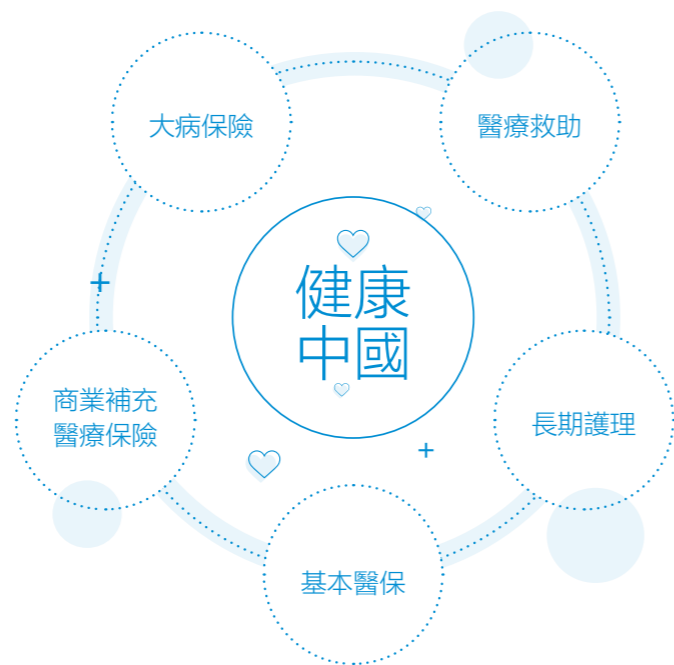 大病保險
醫療救助
健康
中國
商業補充
醫療保險
長期護理
基本醫保